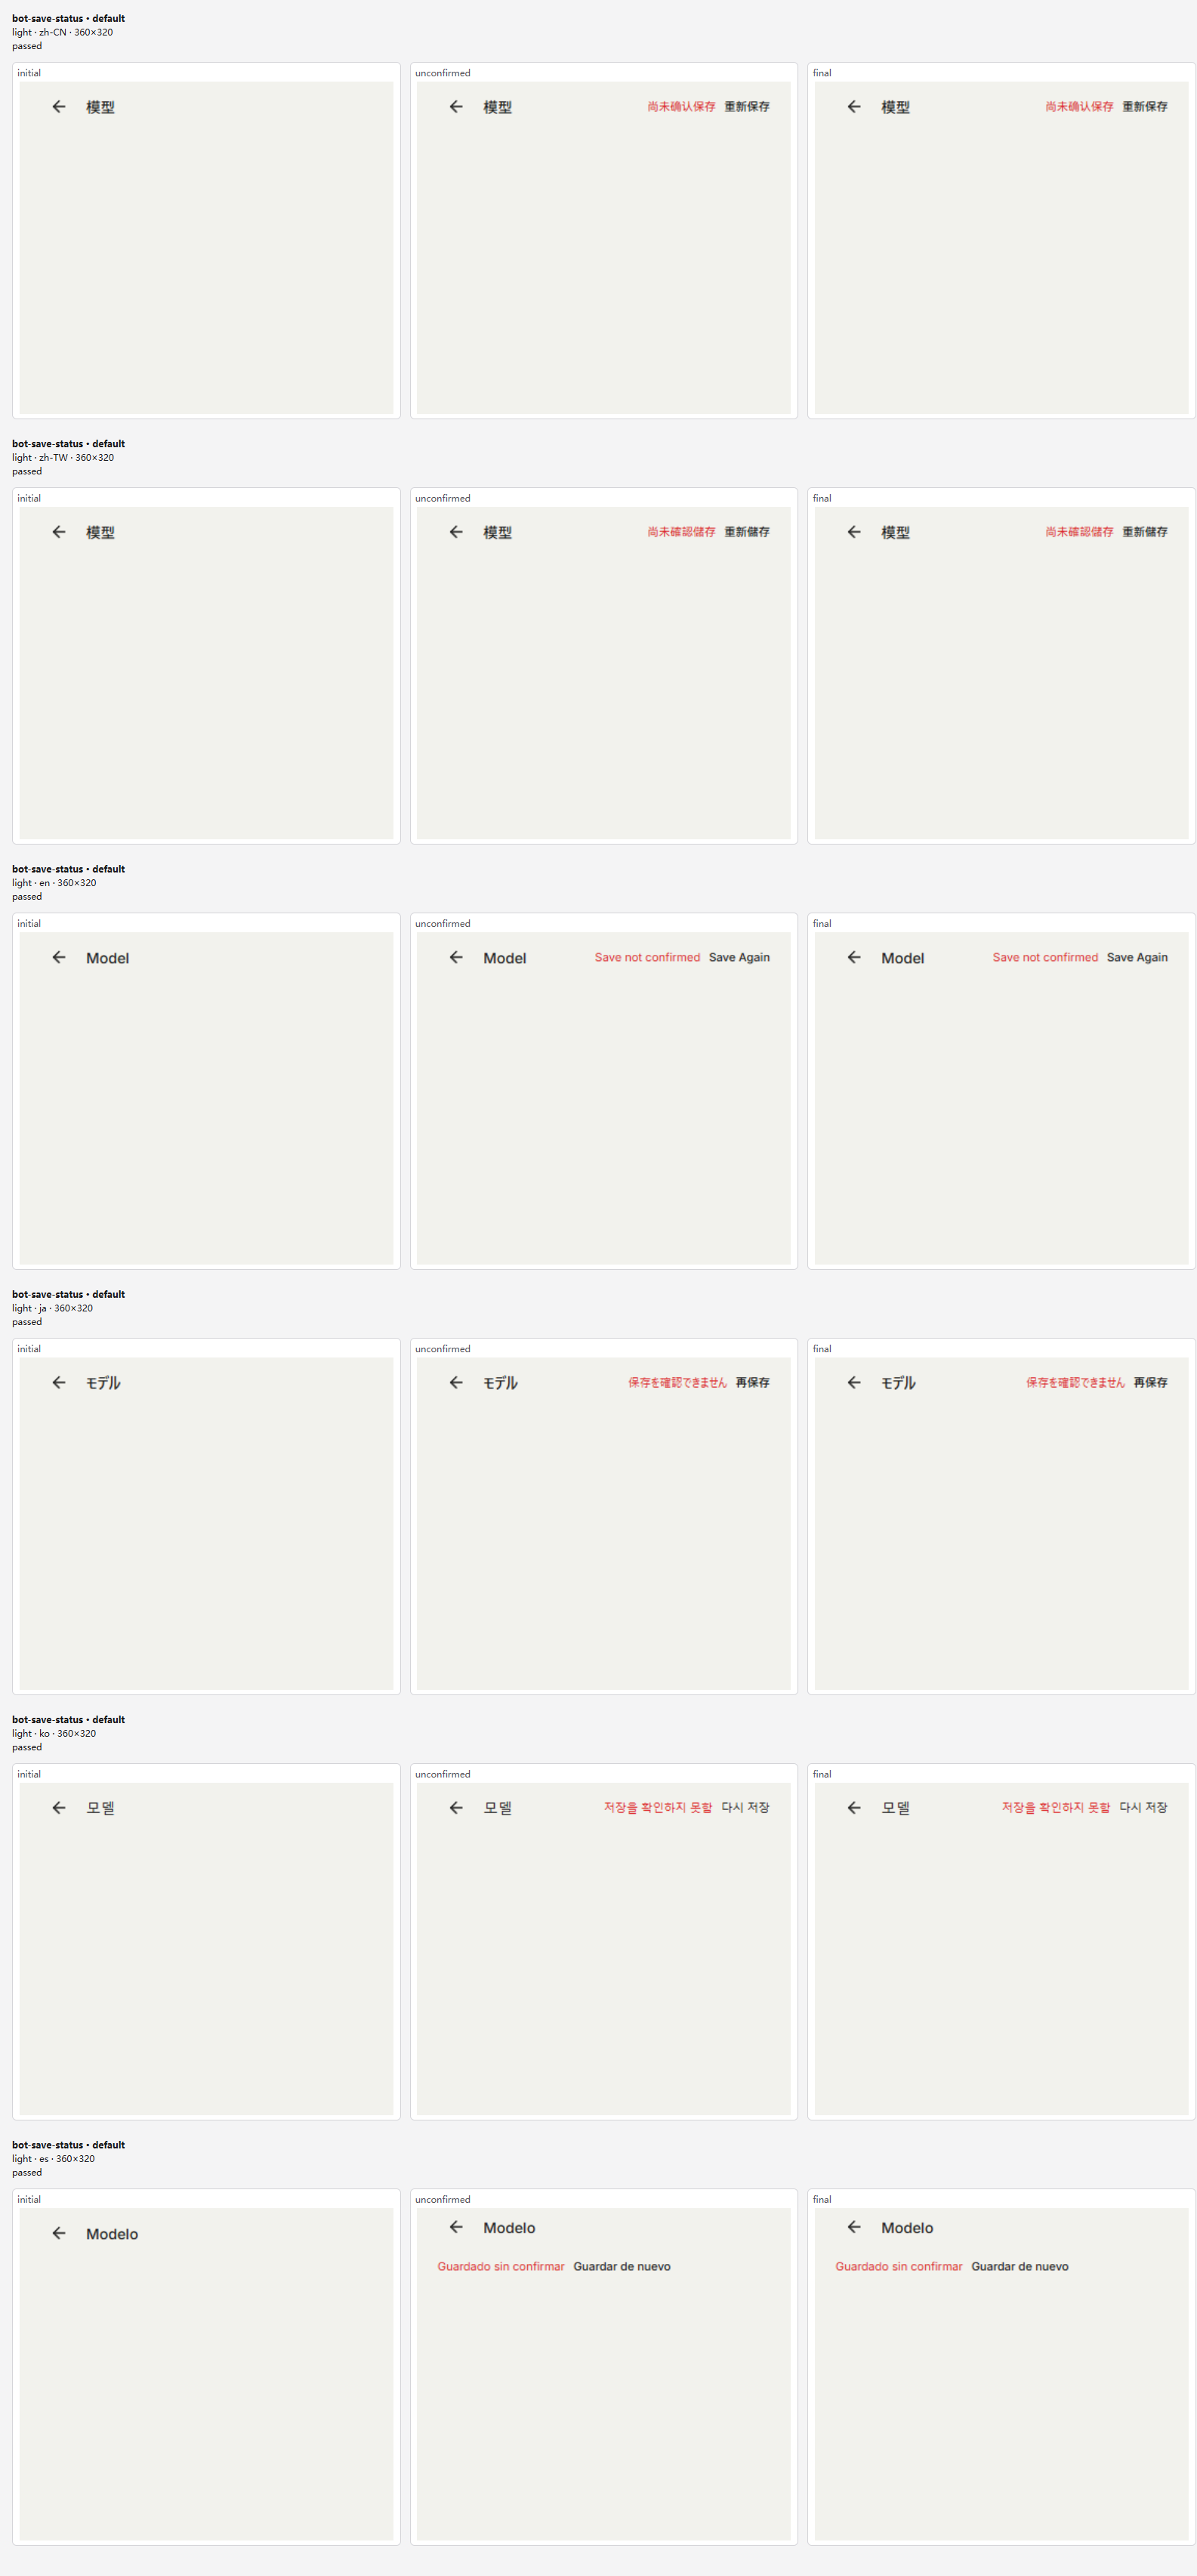 bot-save-status • default
light · zh-CN · 360×320
passed
initial
模型
unconfirmed
模型 尚未确认保存 重新保存
final
模型 尚未确认保存 重新保存
bot-save-status • default
light · zh-TW · 360×320
passed
initial
模型
unconfirmed
模型 尚未確認儲存 重新儲存
final
模型 尚未確認儲存 重新儲存
bot-save-status • default
light · en · 360×320
passed
initial
Model
unconfirmed
Model Save not confirmed Save Again
final
Model Save not confirmed Save Again
bot-save-status • default
light · ja · 360×320
passed
initial
モデル
unconfirmed
モデル 保存を確認できません 再保存
final
モデル 保存を確認できません 再保存
bot-save-status • default
light · ko · 360×320
passed
initial
모델
unconfirmed
모델 저장을 확인하지 못함 다시 저장
final
모델 저장을 확인하지 못함 다시 저장
bot-save-status • default
light · es · 360×320
passed
initial
Modelo
unconfirmed
Modelo
Guardado sin confirmar Guardar de nuevo
final
Modelo
Guardado sin confirmar Guardar de nuevo